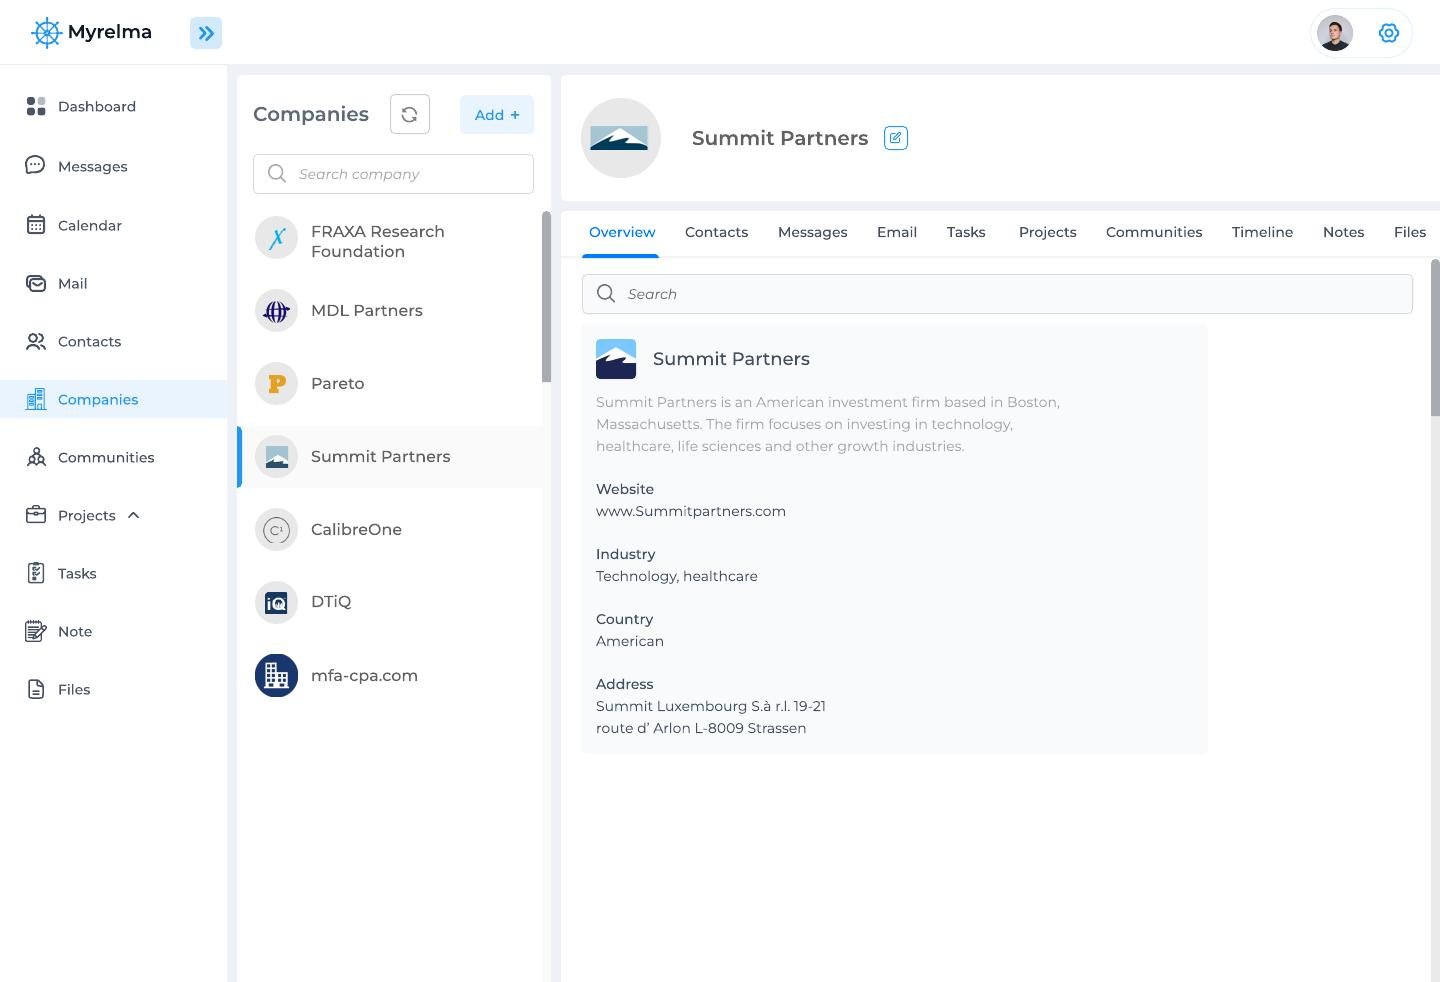 Myrelma
Dashboard
Messages
Calendar
Mail
Contacts
Companies
Communities
Projects
Tasks
Note
Files
Companies
Add +
Search company
FRAXA Research
Foundation
MDL Partners
P
Pareto
Summit Partners
C¹
CalibreOne
iQ
DTiQ
mfa-cpa.com
Summit Partners
Overview
Contacts
Messages
Email
Tasks
Projects
Communities
Timeline
Notes
Files
Search
Summit Partners
Summit Partners is an American investment firm based in Boston,
Massachusetts. The firm focuses on investing in technology,
healthcare, life sciences and other growth industries.
Website
www.Summitpartners.com
Industry
Technology, healthcare
Country
American
Address
Summit Luxembourg S.à r.l. 19-21
route d’ Arlon L-8009 Strassen